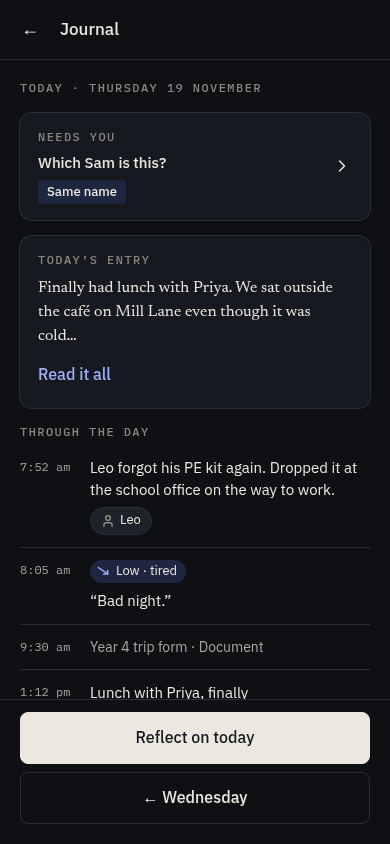 ← Journal
TODAY · THURSDAY 19 NOVEMBER
NEEDS YOU
Which Sam is this?
Same name
TODAY’S ENTRY
Finally had lunch with Priya. We sat outside
the café on Mill Lane even though it was
cold…
Read it all
THROUGH THE DAY
7:52 am
Leo forgot his PE kit again. Dropped it at
the school office on the way to work.
Leo
8:05 am
Low · tired
“Bad night.”
9:30 am
Year 4 trip form · Document
1:12 pm
Lunch with Priya, finally
Reflect on today
← Wednesday